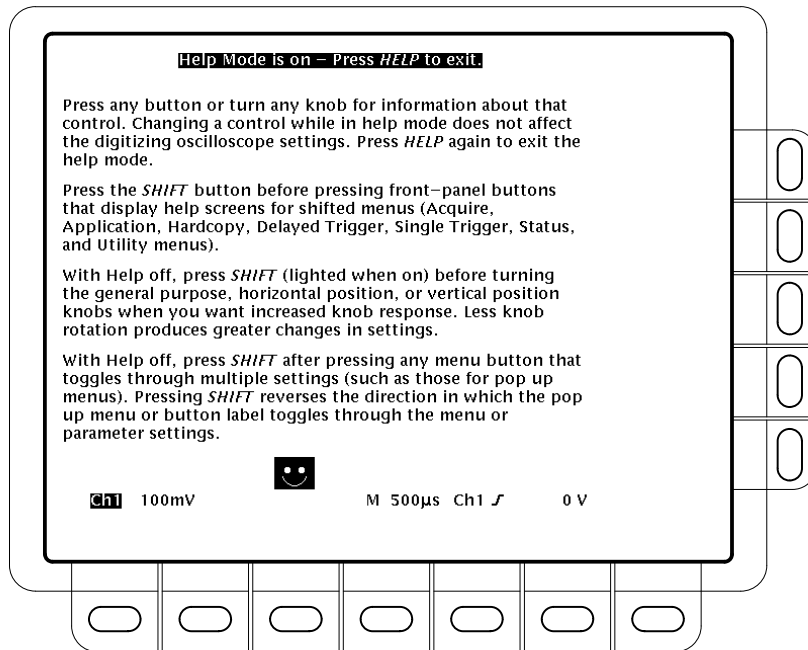 Help Mode is on – Press HELP to exit.
Press any button or turn any knob for information about that
control. Changing a control while in help mode does not affect
the digitizing oscilloscope settings. Press HELP again to exit the
help mode.
Press the SHIFT button before pressing front–panel buttons
that display help screens for shifted menus (Acquire,
Application, Hardcopy, Delayed Trigger, Single Trigger, Status,
and Utility menus).
With Help off, press SHIFT (lighted when on) before turning
the general purpose, horizontal position, or vertical position
knobs when you want increased knob response. Less knob
rotation produces greater changes in settings.
With Help off, press SHIFT after pressing any menu button that
toggles through multiple settings (such as those for pop up
menus). Pressing SHIFT reverses the direction in which the pop
up menu or button label toggles through the menu or
parameter settings.
Ch1 100mV M 500µs Ch1 0 V